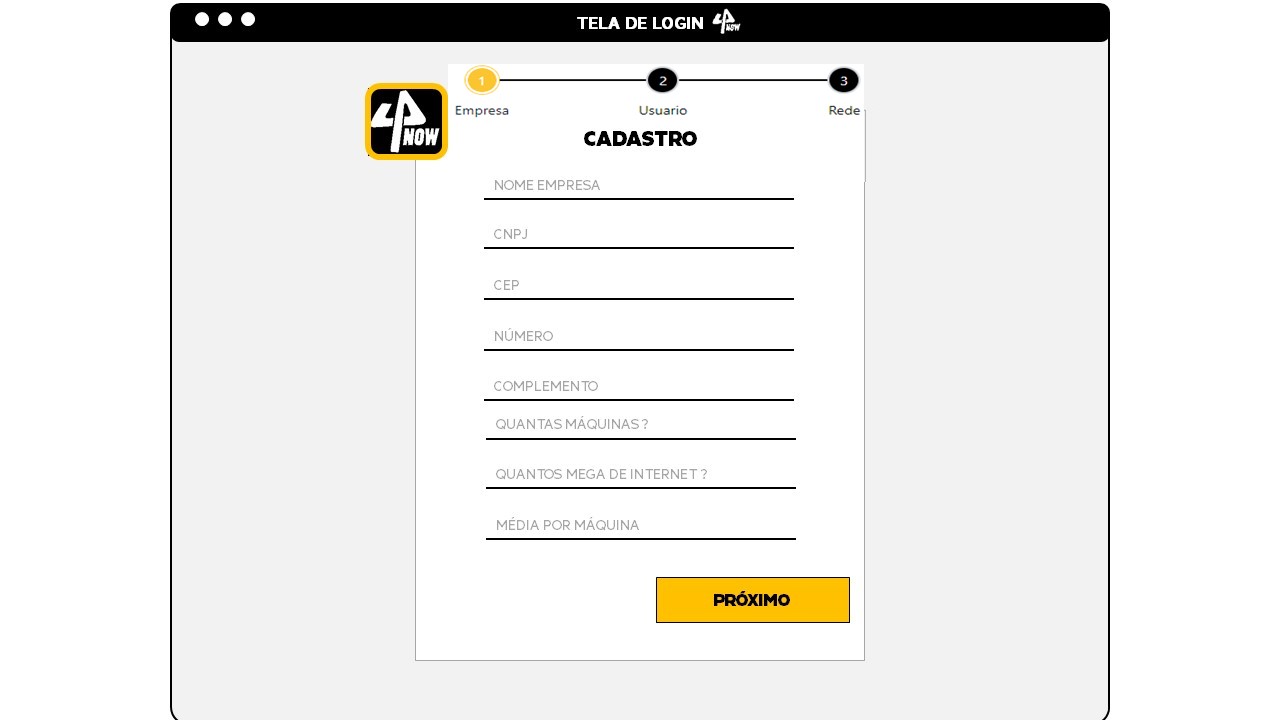 TELA DE LOGIN 4P NOW
1 2 3
Empresa Usuario Rede
4P NOW
CADASTRO
NOME EMPRESA
CNPJ
CEP
NÚMERO
COMPLEMENTO
QUANTAS MÁQUINAS ?
QUANTOS MEGA DE INTERNET ?
MÉDIA POR MÁQUINA
PRÓXIMO